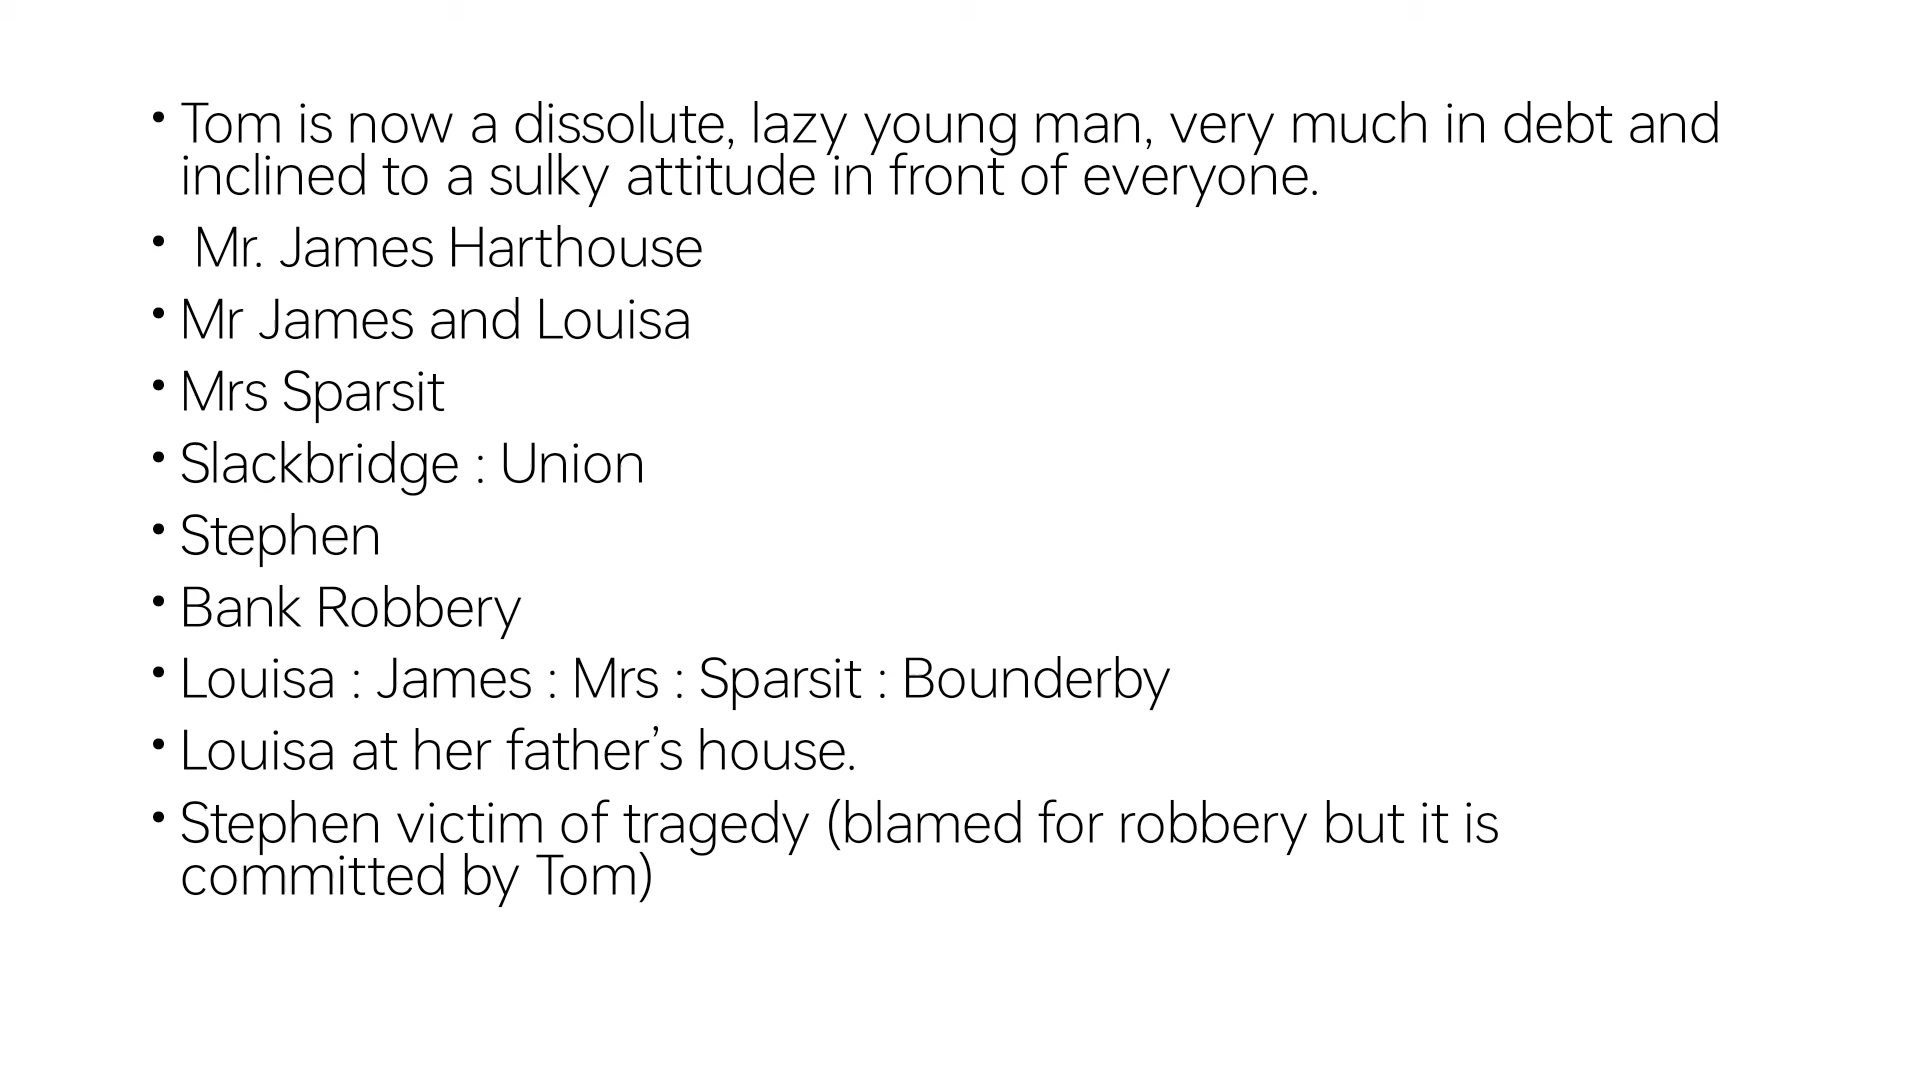 • Tom is now a dissolute, lazy young man, very much in debt and
inclined to a sulky attitude in front of everyone.
• Mr. James Harthouse
• Mr James and Louisa
• Mrs Sparsit
• Slackbridge : Union
• Stephen
• Bank Robbery
• Louisa : James : Mrs : Sparsit : Bounderby
• Louisa at her father’s house.
• Stephen victim of tragedy (blamed for robbery but it is
committed by Tom)